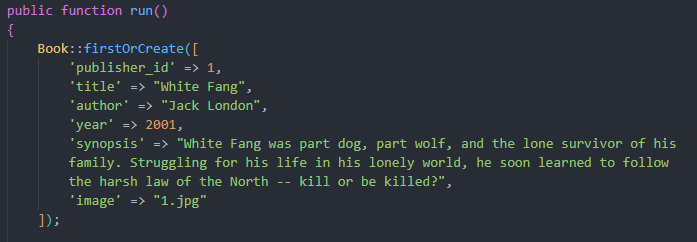 public function run()
{
    Book::firstOrCreate([
        'publisher_id' => 1,
        'title' => "White Fang",
        'author' => "Jack London",
        'year' => 2001,
        'synopsis' => "White Fang was part dog, part wolf, and the lone survivor of his
        family. Struggling for his life in his lonely world, he soon learned to follow
        the harsh law of the North -- kill or be killed?",
        'image' => "1.jpg"
    ]);